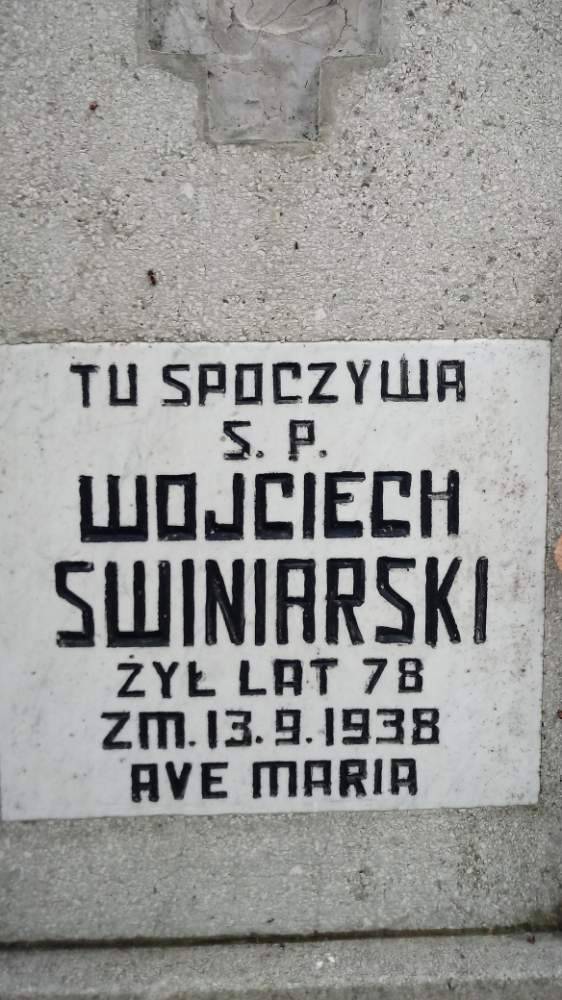 TU SPOCZYWA
Ś. P.
WOJCIECH
SWINIARSKI
ŻYŁ LAT 78
ZM. 13. 9. 1938
AVE MARIA